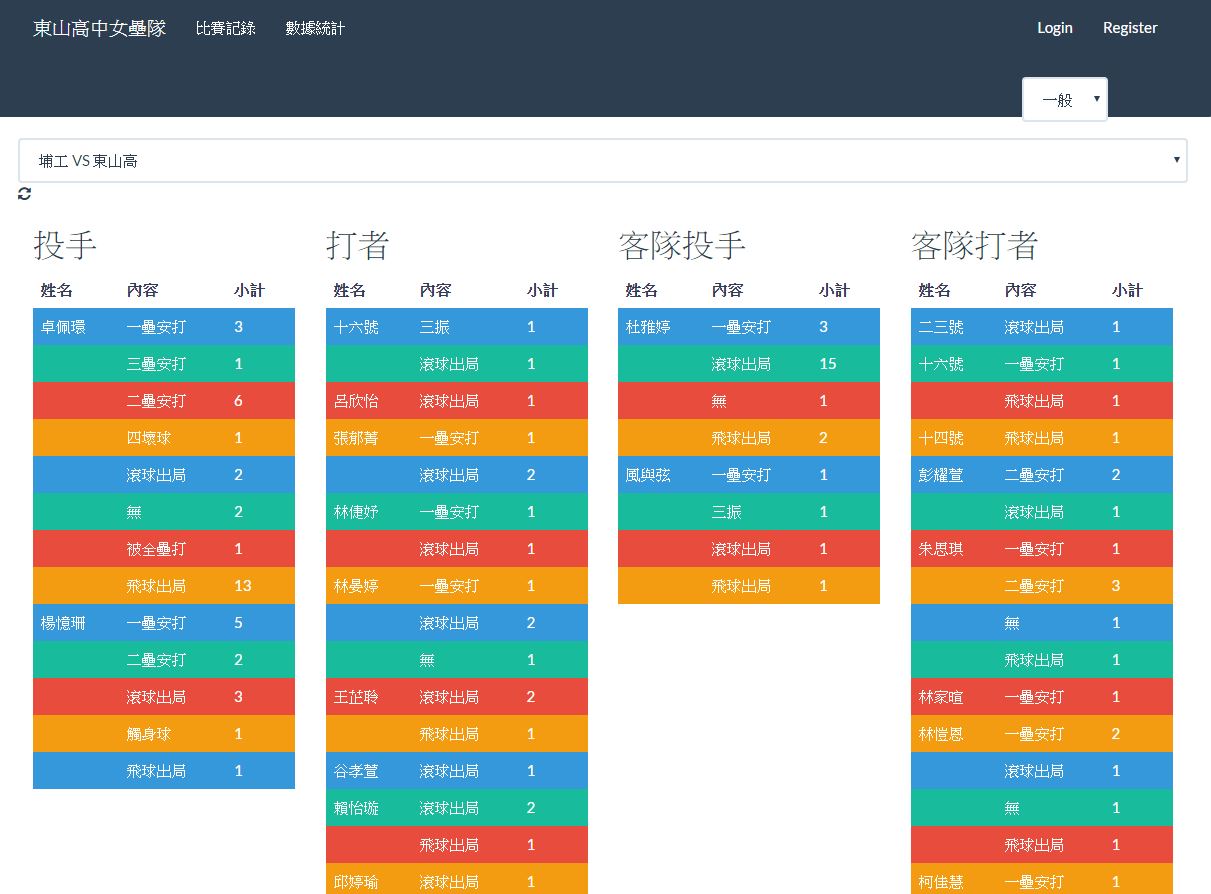 東山高中女壘隊 比賽記錄 數據統計 Login Register
一般
埔工 VS 東山高
投手
姓名 內容 小計
卓佩環 一壘安打 3
三壘安打 1
二壘安打 6
四壞球 1
滾球出局 2
無 2
被全壘打 1
飛球出局 13
楊憶珊 一壘安打 5
二壘安打 2
滾球出局 3
觸身球 1
飛球出局 1
打者
姓名 內容 小計
十六號 三振 1
滾球出局 1
呂欣怡 滾球出局 1
張郁菁 一壘安打 1
滾球出局 2
林倢妤 一壘安打 1
滾球出局 1
林晏婷 一壘安打 1
滾球出局 2
無 1
王芷聆 滾球出局 2
飛球出局 1
谷孝萱 滾球出局 1
賴怡璇 滾球出局 2
飛球出局 1
邱婷瑜 滾球出局 1
客隊投手
姓名 內容 小計
杜雅婷 一壘安打 3
滾球出局 15
無 1
飛球出局 2
風與弦 一壘安打 1
三振 1
滾球出局 1
飛球出局 1
客隊打者
姓名 內容 小計
二三號 滾球出局 1
十六號 一壘安打 1
飛球出局 1
十四號 飛球出局 1
彭耀萱 二壘安打 2
滾球出局 1
朱思琪 一壘安打 1
二壘安打 3
無 1
飛球出局 1
林家暄 一壘安打 1
林愷恩 一壘安打 2
滾球出局 1
無 1
飛球出局 1
柯佳慧 一壘安打 1